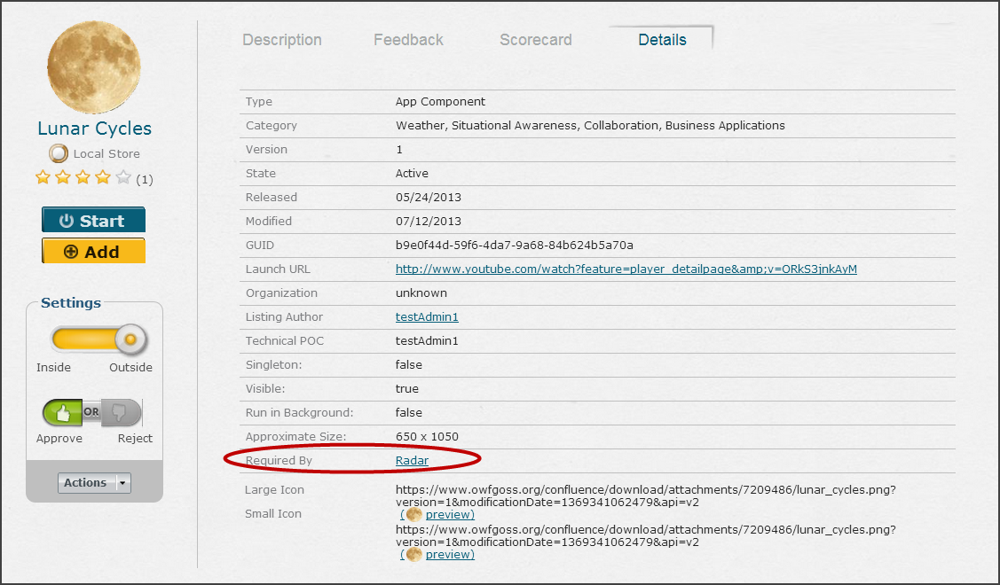 Lunar Cycles
Local Store
(1)
Start
Add
Settings
Inside Outside
OR
Approve Reject
Actions
Description Feedback Scorecard Details
Type App Component
Category Weather, Situational Awareness, Collaboration, Business Applications
Version 1
State Active
Released 05/24/2013
Modified 07/12/2013
GUID b9e0f44d-59f6-4da7-9a68-84b624b5a70a
Launch URL http://www.youtube.com/watch?feature=player_detailpage&amp;v=ORkS3jnkAyM
Organization unknown
Listing Author testAdmin1
Technical POC testAdmin1
Singleton: false
Visible: true
Run in Background: false
Approximate Size: 650 x 1050
Required By Radar
Large Icon https://www.owfgoss.org/confluence/download/attachments/7209486/lunar_cycles.png?
version=1&modificationDate=1369341062479&api=v2
Small Icon ( preview)
https://www.owfgoss.org/confluence/download/attachments/7209486/lunar_cycles.png?
version=1&modificationDate=1369341062479&api=v2
( preview)